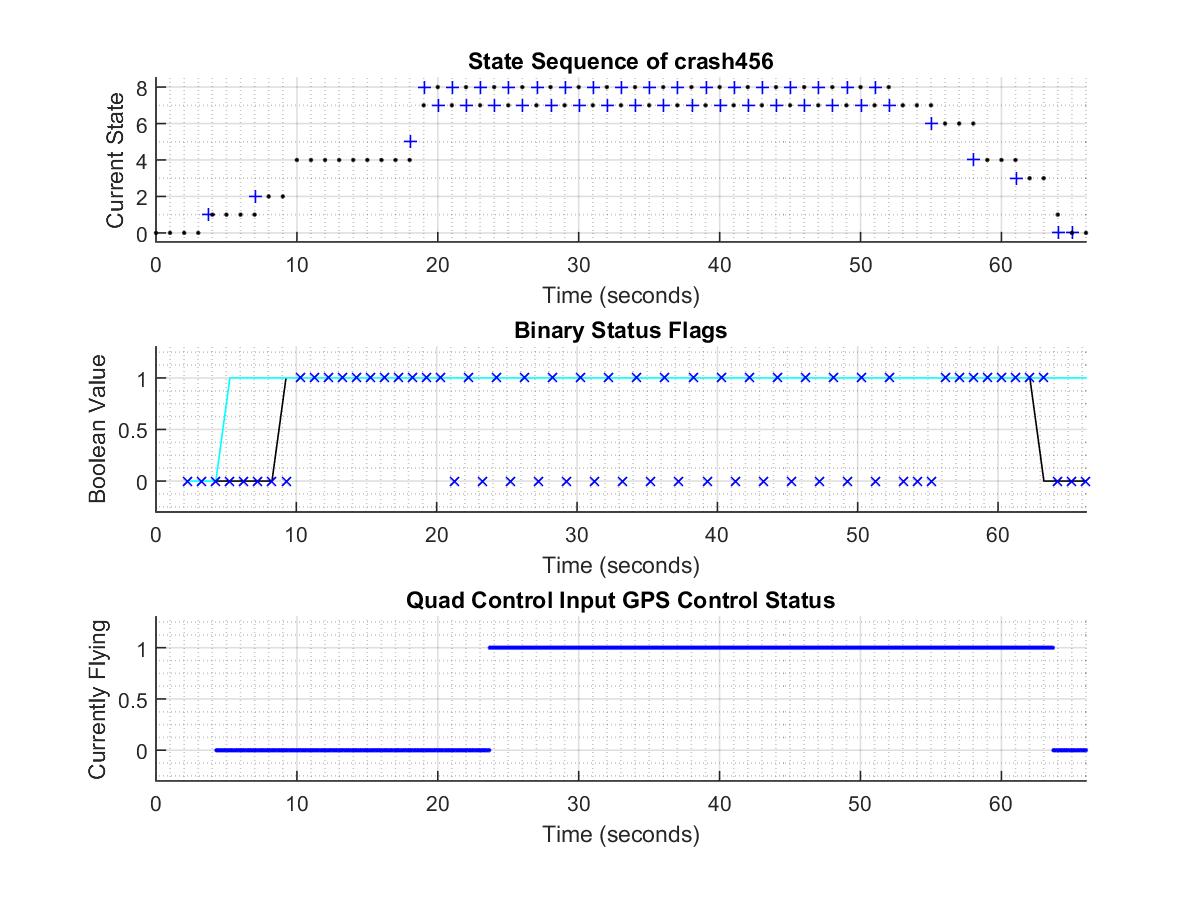 State Sequence of crash456
Current State
8
6
4
2
0
0 10 20 30 40 50 60
Time (seconds)
Binary Status Flags
Boolean Value
1
0.5
0
0 10 20 30 40 50 60
Time (seconds)
Quad Control Input GPS Control Status
Currently Flying
1
0.5
0
0 10 20 30 40 50 60
Time (seconds)